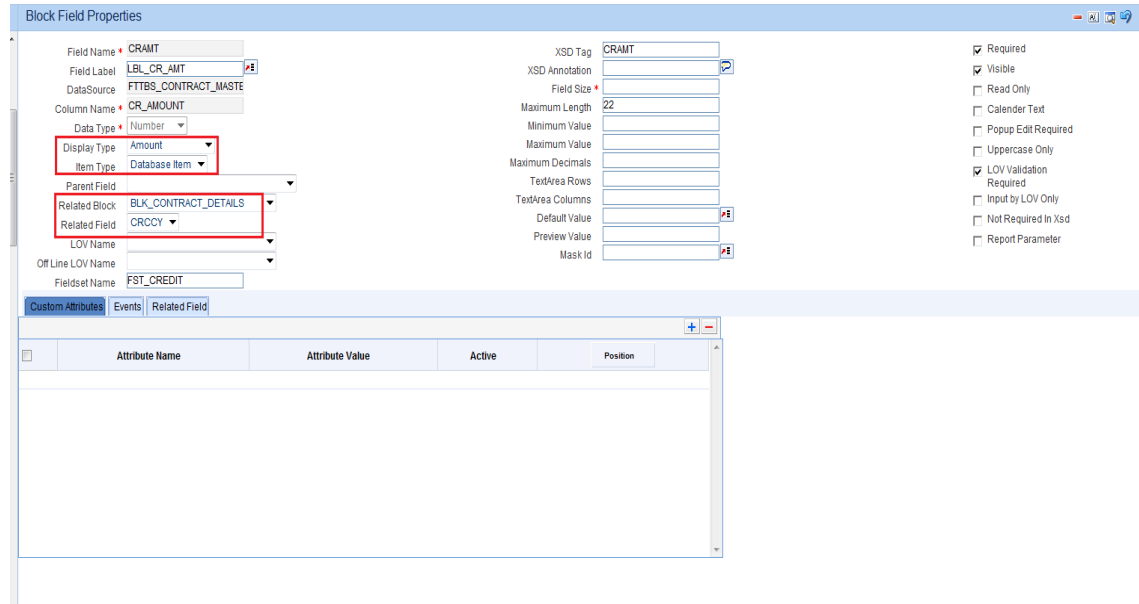 Block Field Properties
Field Name * CRAMT
Field Label LBL_CR_AMT
DataSource FTTBS_CONTRACT_MASTE
Column Name * CR_AMOUNT
Data Type * Number
Display Type Amount
Item Type Database Item
Parent Field
Related Block BLK_CONTRACT_DETAILS
Related Field CRCCY
LOV Name
Off Line LOV Name
Fieldset Name FST_CREDIT
XSD Tag CRAMT
XSD Annotation
Field Size *
Maximum Length 22
Minimum Value
Maximum Value
Maximum Decimals
TextArea Rows
TextArea Columns
Default Value
Preview Value
Mask Id
Required
Visible
Read Only
Calender Text
Popup Edit Required
Uppercase Only
LOV Validation
Required
Input by LOV Only
Not Required In Xsd
Report Parameter
Custom Attributes Events Related Field
Attribute Name Attribute Value Active Position